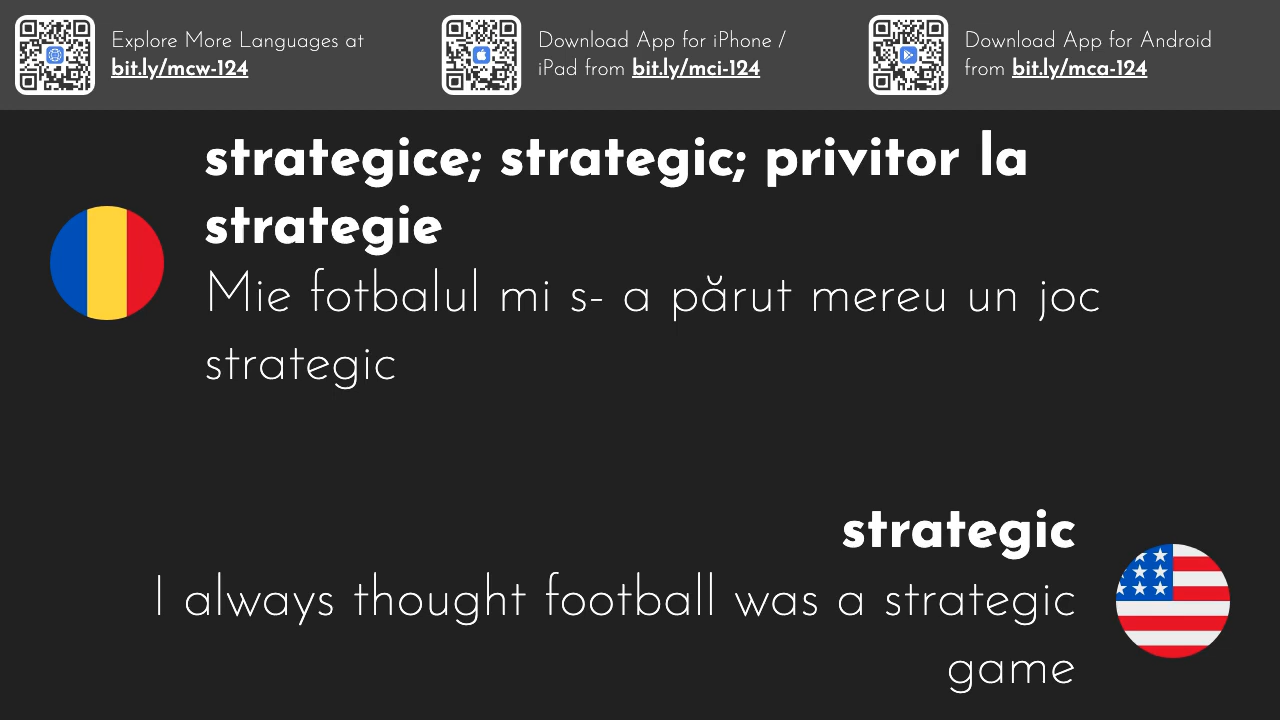 Explore More Languages at
bit.ly/mcw-124
Download App for iPhone /
iPad from bit.ly/mci-124
Download App for Android
from bit.ly/mca-124
strategice; strategic; privitor la
strategie
Mie fotbalul mi s- a părut mereu un joc
strategic
strategic
I always thought football was a strategic
game